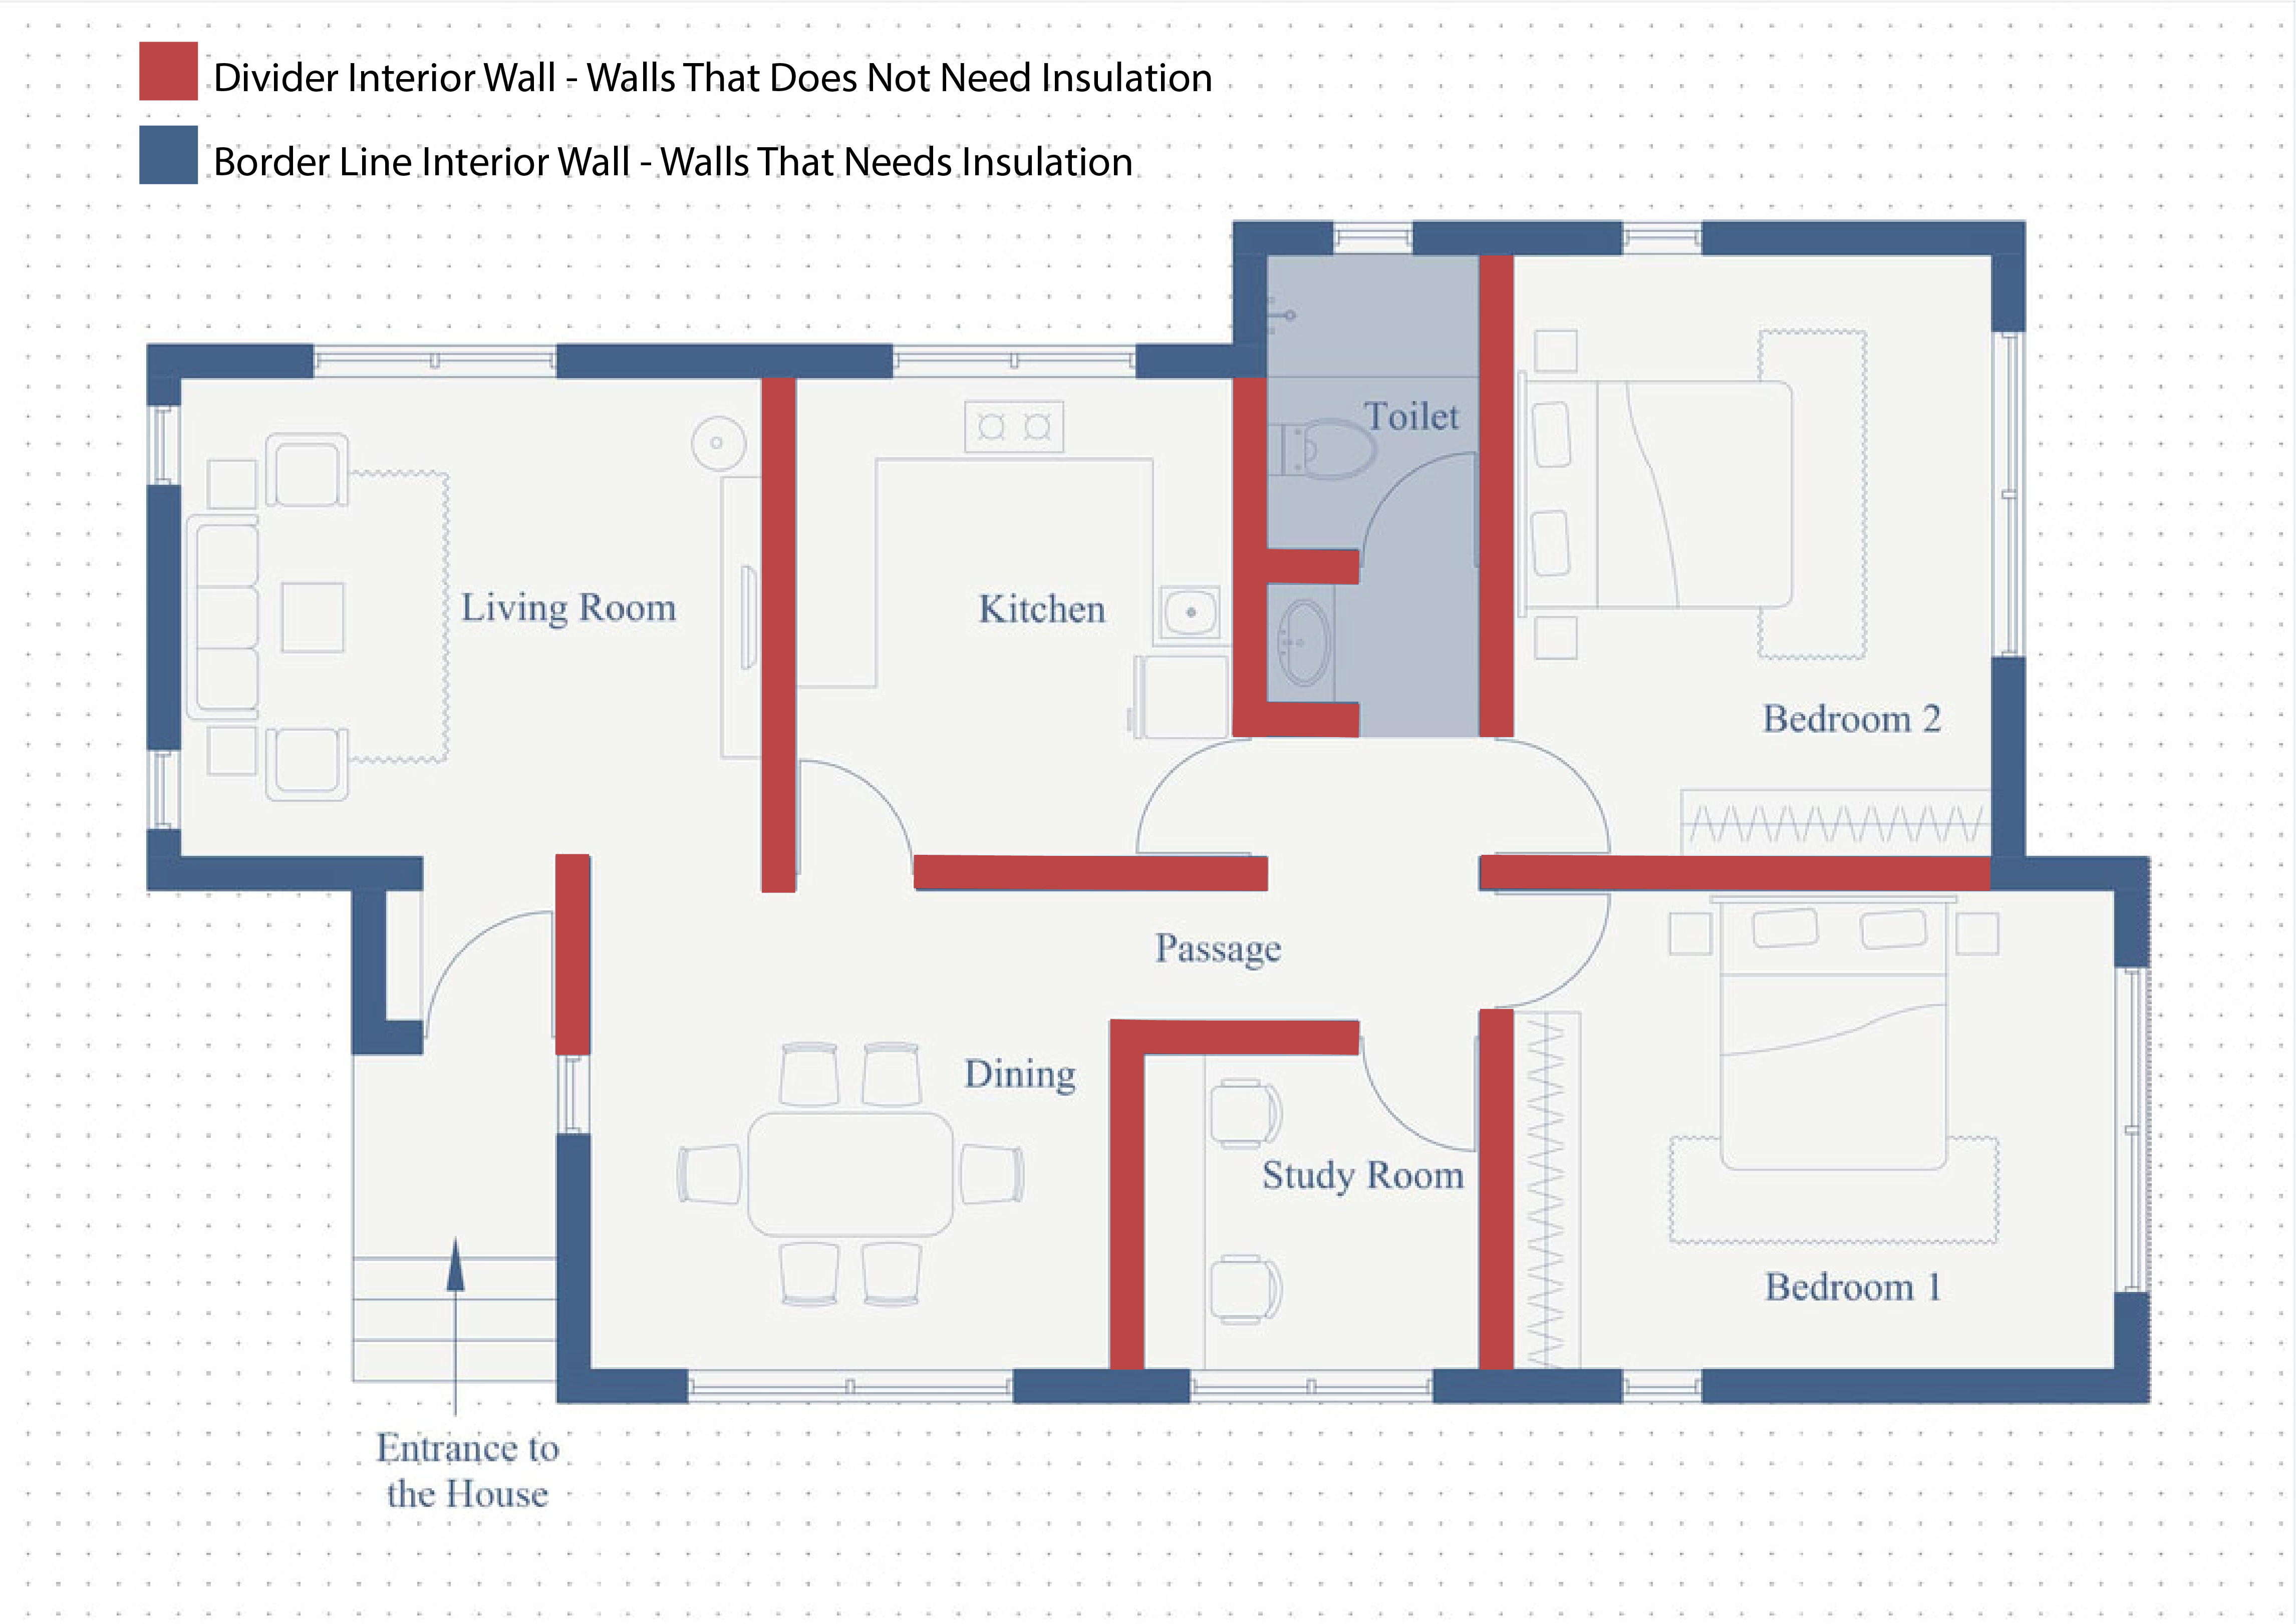 Divider Interior Wall - Walls That Does Not Need Insulation
Border Line Interior Wall - Walls That Needs Insulation
Toilet
Living Room
Kitchen
Bedroom 2
Passage
Dining
Study Room
Bedroom 1
Entrance to
the House